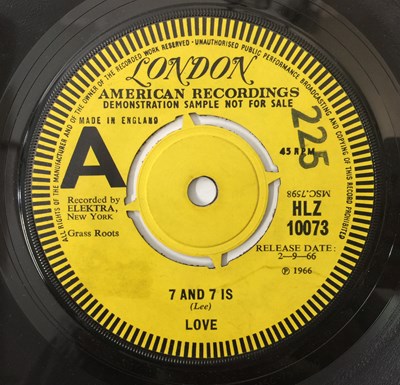 ALL RIGHTS OF THE MANUFACTURER AND OF THE OWNER OF THE RECORDED WORK RESERVED · UNAUTHORISED PUBLIC PERFORMANCE BROADCASTING AND COPYING OF THIS RECORD PROHIBITED
LONDON
AMERICAN RECORDINGS
DEMONSTRATION SAMPLE NOT FOR SALE
MADE IN ENGLAND
225
A
45 RPM
MSC.7598
Recorded by
ELEKTRA,
New York
HLZ
10073
Grass Roots
RELEASE DATE:
2-9-66
℗ 1966
7 AND 7 IS
(Lee)
LOVE